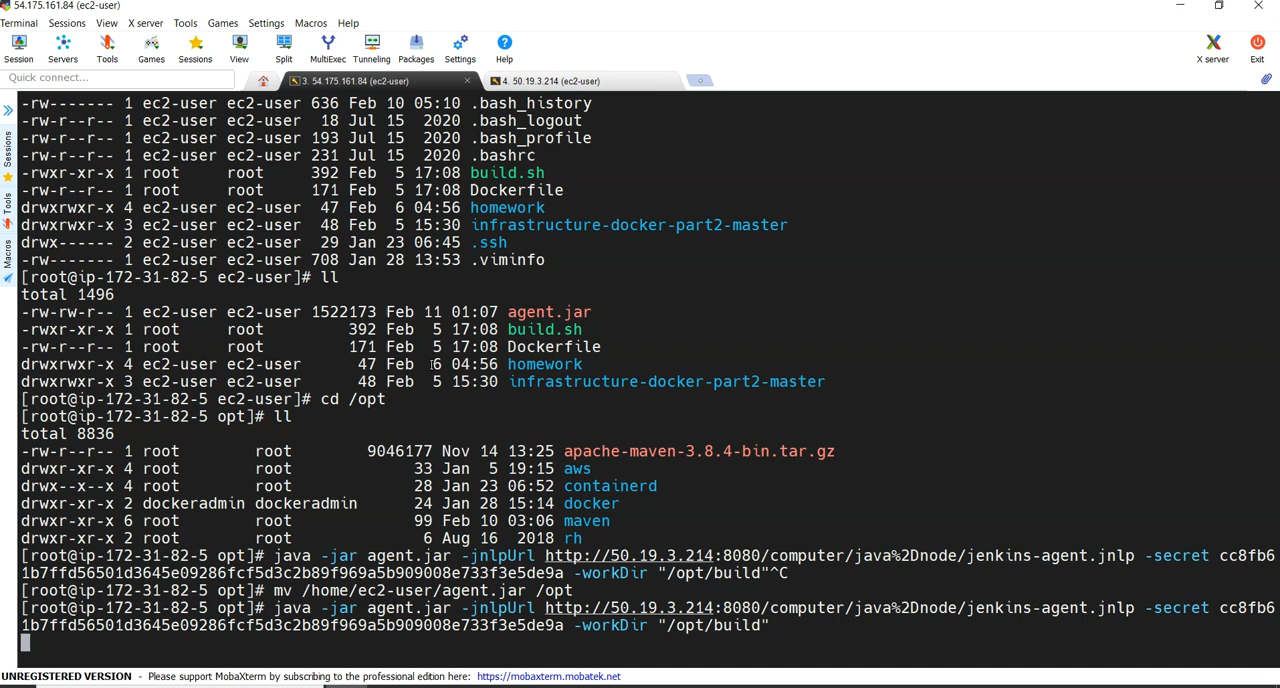 54.175.161.84 (ec2-user)
Terminal Sessions View X server Tools Games Settings Macros Help
Session Servers Tools Games Sessions View Split MultiExec Tunneling Packages Settings Help X server Exit
Quick connect... 3. 54.175.161.84 (ec2-user) 4. 50.19.3.214 (ec2-user)
Sessions
Tools
Macros
-rw------- 1 ec2-user ec2-user 636 Feb 10 05:10 .bash_history
-rw-r--r-- 1 ec2-user ec2-user 18 Jul 15 2020 .bash_logout
-rw-r--r-- 1 ec2-user ec2-user 193 Jul 15 2020 .bash_profile
-rw-r--r-- 1 ec2-user ec2-user 231 Jul 15 2020 .bashrc
-rwxr-xr-x 1 root root 392 Feb 5 17:08 build.sh
-rw-r--r-- 1 root root 171 Feb 5 17:08 Dockerfile
drwxrwxr-x 4 ec2-user ec2-user 47 Feb 6 04:56 homework
drwxrwxr-x 3 ec2-user ec2-user 48 Feb 5 15:30 infrastructure-docker-part2-master
drwx------ 2 ec2-user ec2-user 29 Jan 23 06:45 .ssh
-rw------- 1 ec2-user ec2-user 708 Jan 28 13:53 .viminfo
[root@ip-172-31-82-5 ec2-user]# ll
total 1496
-rw-rw-r-- 1 ec2-user ec2-user 1522173 Feb 11 01:07 agent.jar
-rwxr-xr-x 1 root root 392 Feb 5 17:08 build.sh
-rw-r--r-- 1 root root 171 Feb 5 17:08 Dockerfile
drwxrwxr-x 4 ec2-user ec2-user 47 Feb 6 04:56 homework
drwxrwxr-x 3 ec2-user ec2-user 48 Feb 5 15:30 infrastructure-docker-part2-master
[root@ip-172-31-82-5 ec2-user]# cd /opt
[root@ip-172-31-82-5 opt]# ll
total 8836
-rw-r--r-- 1 root root 9046177 Nov 14 13:25 apache-maven-3.8.4-bin.tar.gz
drwxr-xr-x 4 root root 33 Jan 5 19:15 aws
drwx--x--x 4 root root 28 Jan 23 06:52 containerd
drwxr-xr-x 2 dockeradmin dockeradmin 24 Jan 28 15:14 docker
drwxr-xr-x 6 root root 99 Feb 10 03:06 maven
drwxr-xr-x 2 root root 6 Aug 16 2018 rh
[root@ip-172-31-82-5 opt]# java -jar agent.jar -jnlpUrl http://50.19.3.214:8080/computer/java%2Dnode/jenkins-agent.jnlp -secret cc8fb6
1b7ffd56501d3645e09286fcf5d3c2b89f969a5b909008e733f3e5de9a -workDir "/opt/build"^C
[root@ip-172-31-82-5 opt]# mv /home/ec2-user/agent.jar /opt
[root@ip-172-31-82-5 opt]# java -jar agent.jar -jnlpUrl http://50.19.3.214:8080/computer/java%2Dnode/jenkins-agent.jnlp -secret cc8fb6
1b7ffd56501d3645e09286fcf5d3c2b89f969a5b909008e733f3e5de9a -workDir "/opt/build"
UNREGISTERED VERSION - Please support MobaXterm by subscribing to the professional edition here: https://mobaxterm.mobatek.net